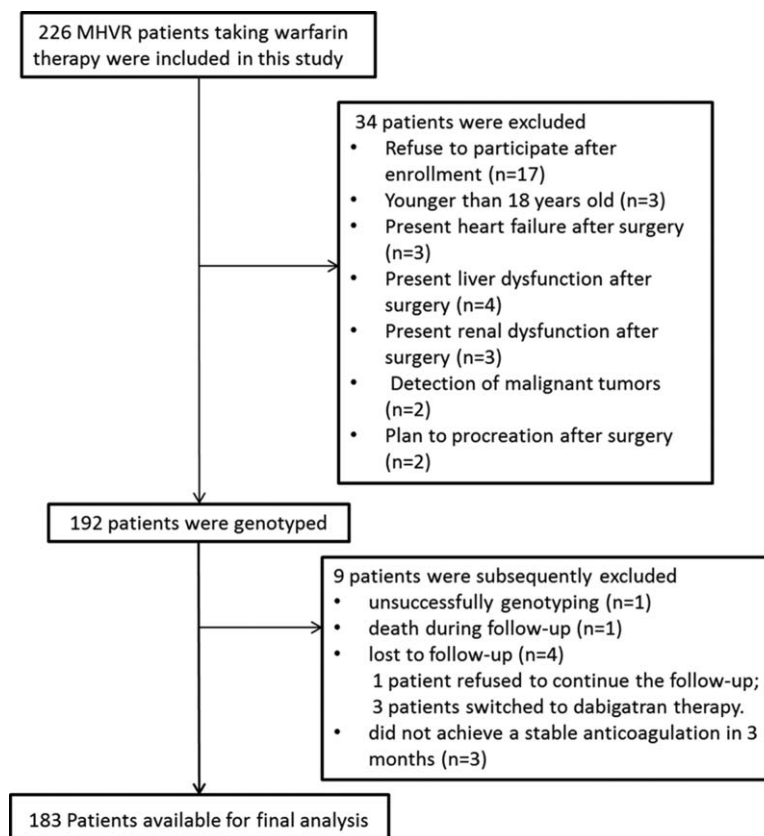 226 MHVR patients taking warfarin
therapy were included in this study
34 patients were excluded
• Refuse to participate after
enrollment (n=17)
• Younger than 18 years old (n=3)
• Present heart failure after surgery
(n=3)
• Present liver dysfunction after
surgery (n=4)
• Present renal dysfunction after
surgery (n=3)
• Detection of malignant tumors
(n=2)
• Plan to procreation after surgery
(n=2)
192 patients were genotyped
9 patients were subsequently excluded
• unsuccessfully genotyping (n=1)
• death during follow-up (n=1)
• lost to follow-up (n=4)
1 patient refused to continue the follow-up;
3 patients switched to dabigatran therapy.
• did not achieve a stable anticoagulation in 3
months (n=3)
183 Patients available for final analysis